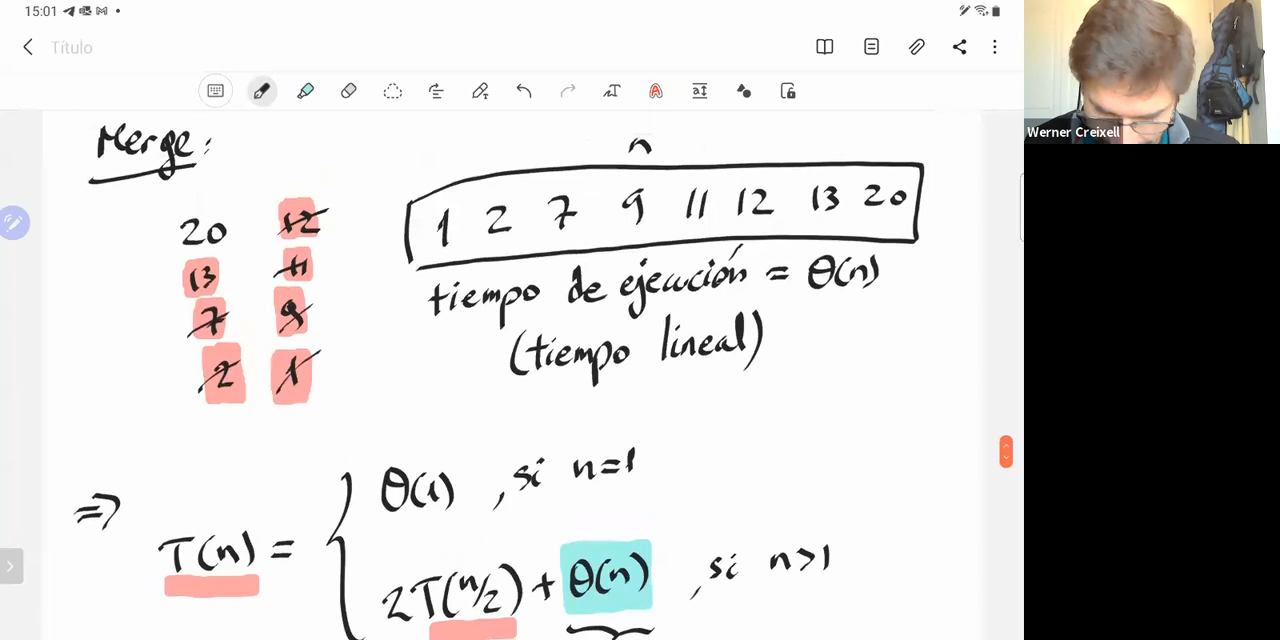 15:01
Título
Werner Creixell
Merge:
n
1 2 7 9 11 12 13 20
20 12
13 11
7 9
2 1
tiempo de ejecución = θ(n)
(tiempo lineal)
θ(1) , si n=1
⇒ T(n) =
2T(n/2) + θ(n) , si n>1